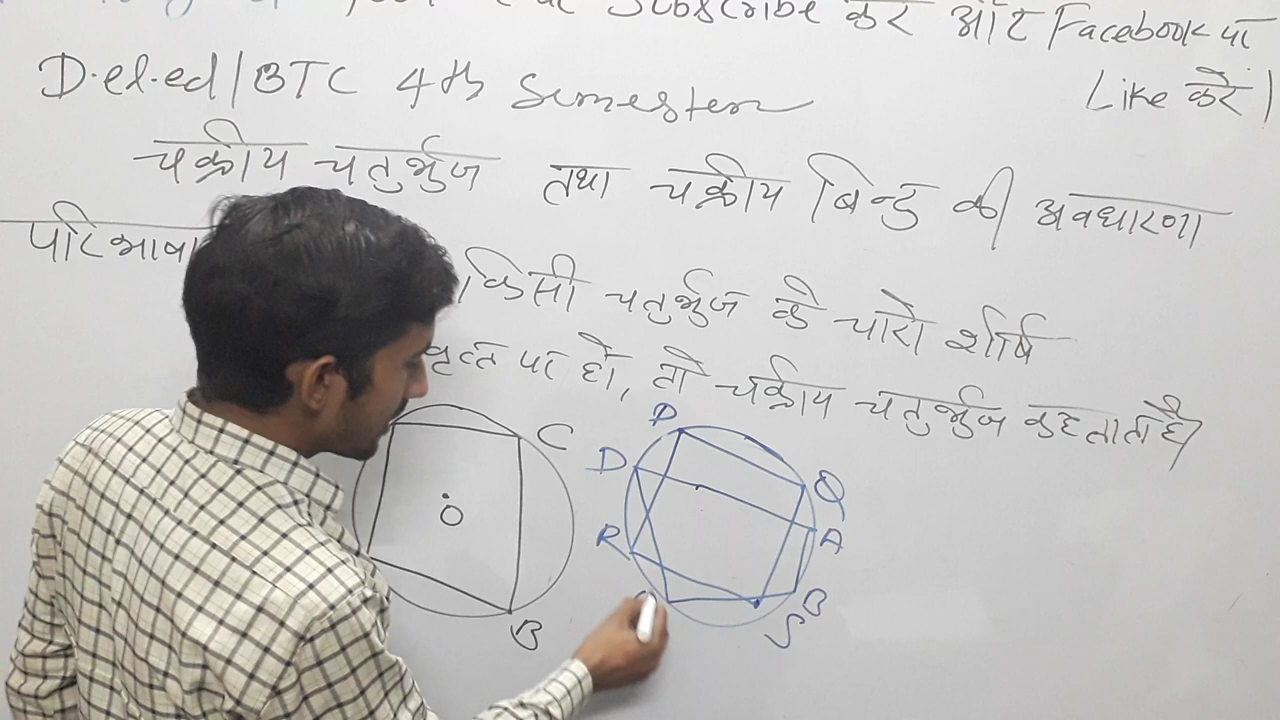 Subscribe करे और Facebook पर
Like करे।
D.el.ed/BTC 4th Semester
चक्रीय चतुर्भुज तथा चक्रीय बिन्दु की अवधारणा
परिभाषा
किसी चतुर्भुज के चारो शीर्ष
वृत्त पर हो, तो चक्रीय चतुर्भुज कहलाता है।
C
O
B
P
D
Q
R
A
B
S